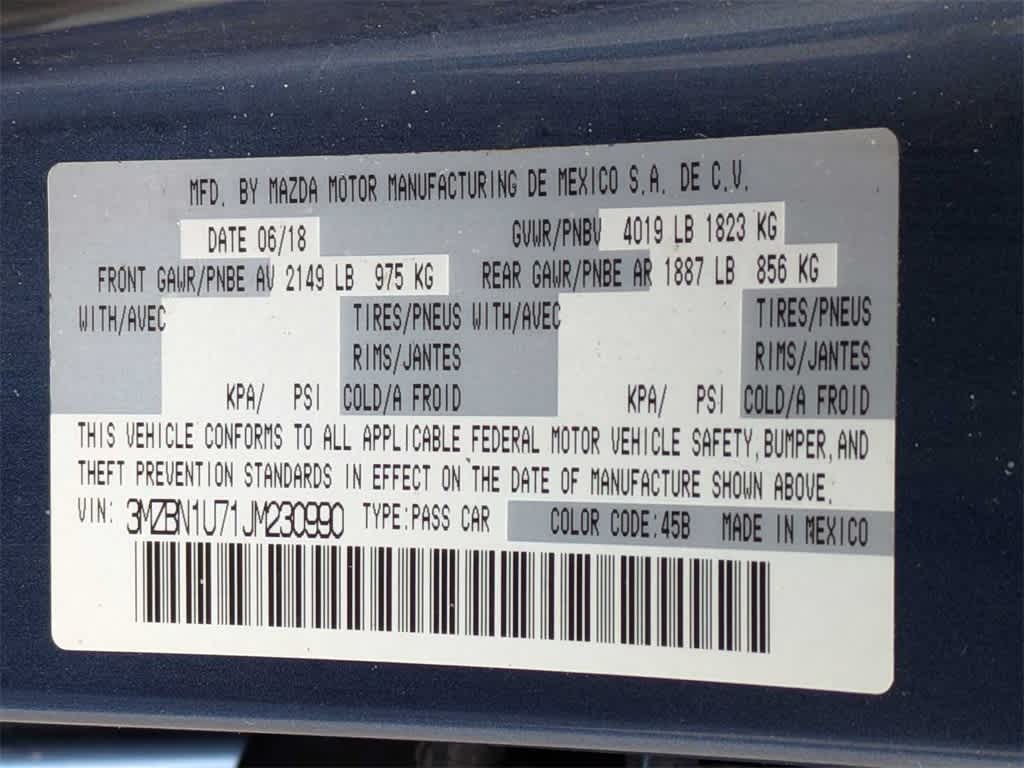 MFD. BY MAZDA MOTOR MANUFACTURING DE MEXICO S.A. DE C.V.
DATE 06/18 GVWR/PNBV 4019 LB 1823 KG
FRONT GAWR/PNBE AV 2149 LB 975 KG REAR GAWR/PNBE AR 1887 LB 856 KG
WITH/AVEC TIRES/PNEUS WITH/AVEC TIRES/PNEUS
RIMS/JANTES RIMS/JANTES
KPA/ PSI COLD/A FROID KPA/ PSI COLD/A FROID
THIS VEHICLE CONFORMS TO ALL APPLICABLE FEDERAL MOTOR VEHICLE SAFETY, BUMPER, AND
THEFT PREVENTION STANDARDS IN EFFECT ON THE DATE OF MANUFACTURE SHOWN ABOVE.
VIN: 3MZBN1U71JM230990 TYPE:PASS CAR COLOR CODE:45B MADE IN MEXICO